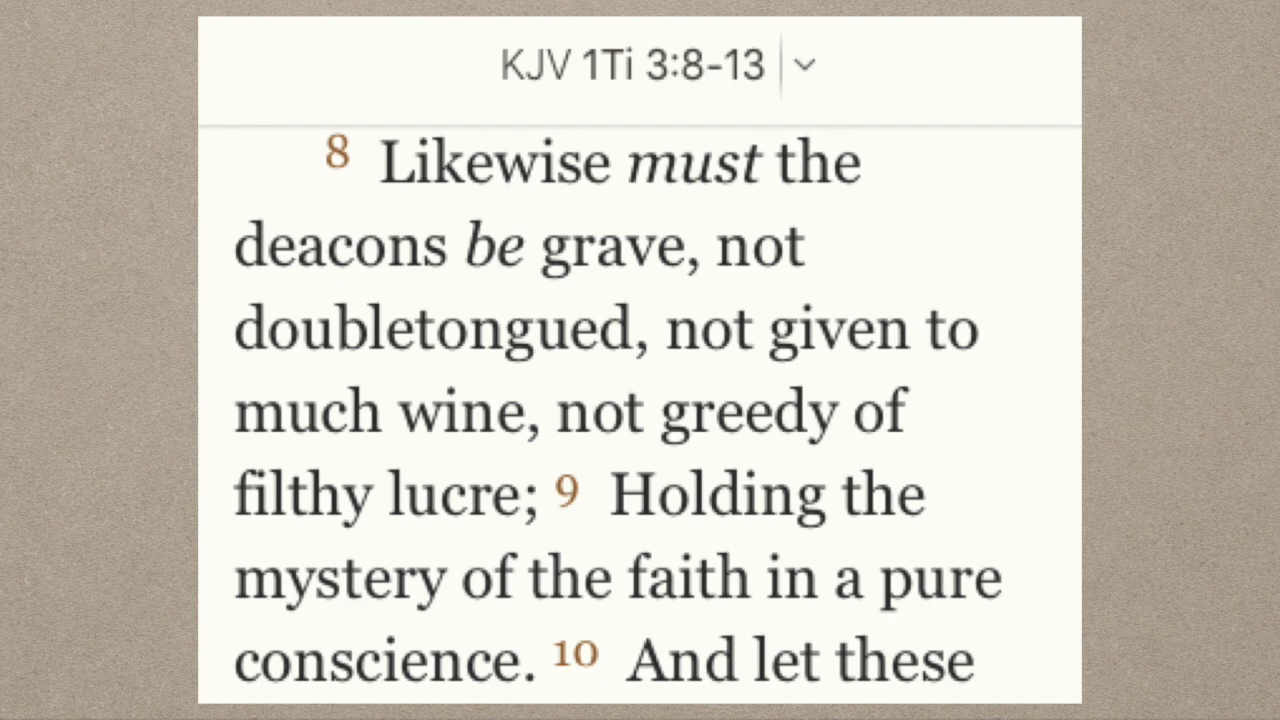 KJV 1Ti 3:8-13
8 Likewise must the
deacons be grave, not
doubletongued, not given to
much wine, not greedy of
filthy lucre; 9 Holding the
mystery of the faith in a pure
conscience. 10 And let these